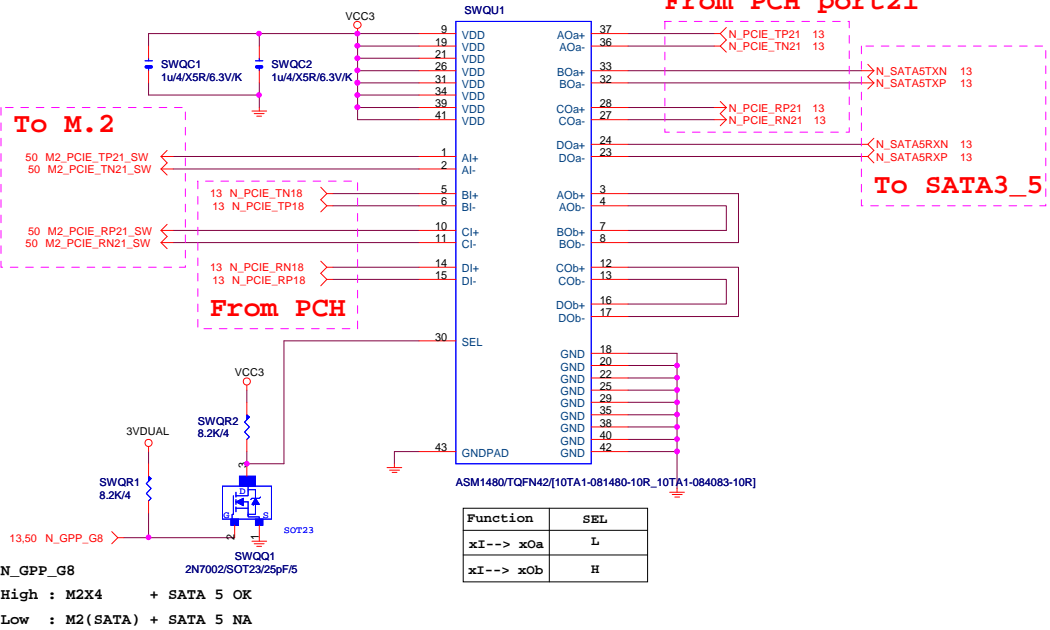 From PCH port21
SWQU1
VCC3
SWQC1
1u/4/X5R/6.3V/K
SWQC2
1u/4/X5R/6.3V/K
9 VDD
19 VDD
21 VDD
26 VDD
31 VDD
34 VDD
39 VDD
41 VDD
AOa+ 37 N_PCIE_TP21 13
AOa- 36 N_PCIE_TN21 13
BOa+ 33 N_SATA5TXN 13
BOa- 32 N_SATA5TXP 13
COa+ 28 N_PCIE_RP21 13
COa- 27 N_PCIE_RN21 13
DOa+ 24 N_SATA5RXN 13
DOa- 23 N_SATA5RXP 13
To SATA3_5
To M.2
50 M2_PCIE_TP21_SW 1 AI+
50 M2_PCIE_TN21_SW 2 AI-
13 N_PCIE_TN18 5 BI+
13 N_PCIE_TP18 6 BI-
50 M2_PCIE_RP21_SW 10 CI+
50 M2_PCIE_RN21_SW 11 CI-
13 N_PCIE_RN18 14 DI+
13 N_PCIE_RP18 15 DI-
From PCH
AOb+ 3
AOb- 4
BOb+ 7
BOb- 8
COb+ 12
COb- 13
DOb+ 16
DOb- 17
30 SEL
GND 18
GND 20
GND 22
GND 25
GND 29
GND 35
GND 38
GND 40
GND 42
43 GNDPAD
ASM1480/TQFN42/[10TA1-081480-10R_10TA1-084083-10R]
VCC3
SWQR2
8.2K/4
3VDUAL
SWQR1
8.2K/4
3
D
G
S
2
1
SOT23
SWQQ1
2N7002/SOT23/25pF/5
13,50 N_GPP_G8
Function SEL
xI--> xOa L
xI--> xOb H
N_GPP_G8
High : M2X4 + SATA 5 OK
Low : M2(SATA) + SATA 5 NA